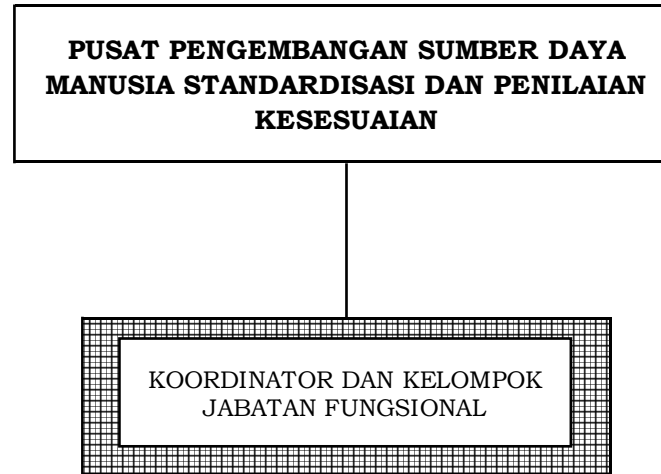 PUSAT PENGEMBANGAN SUMBER DAYA
MANUSIA STANDARDISASI DAN PENILAIAN
KESESUAIAN
KOORDINATOR DAN KELOMPOK
JABATAN FUNGSIONAL